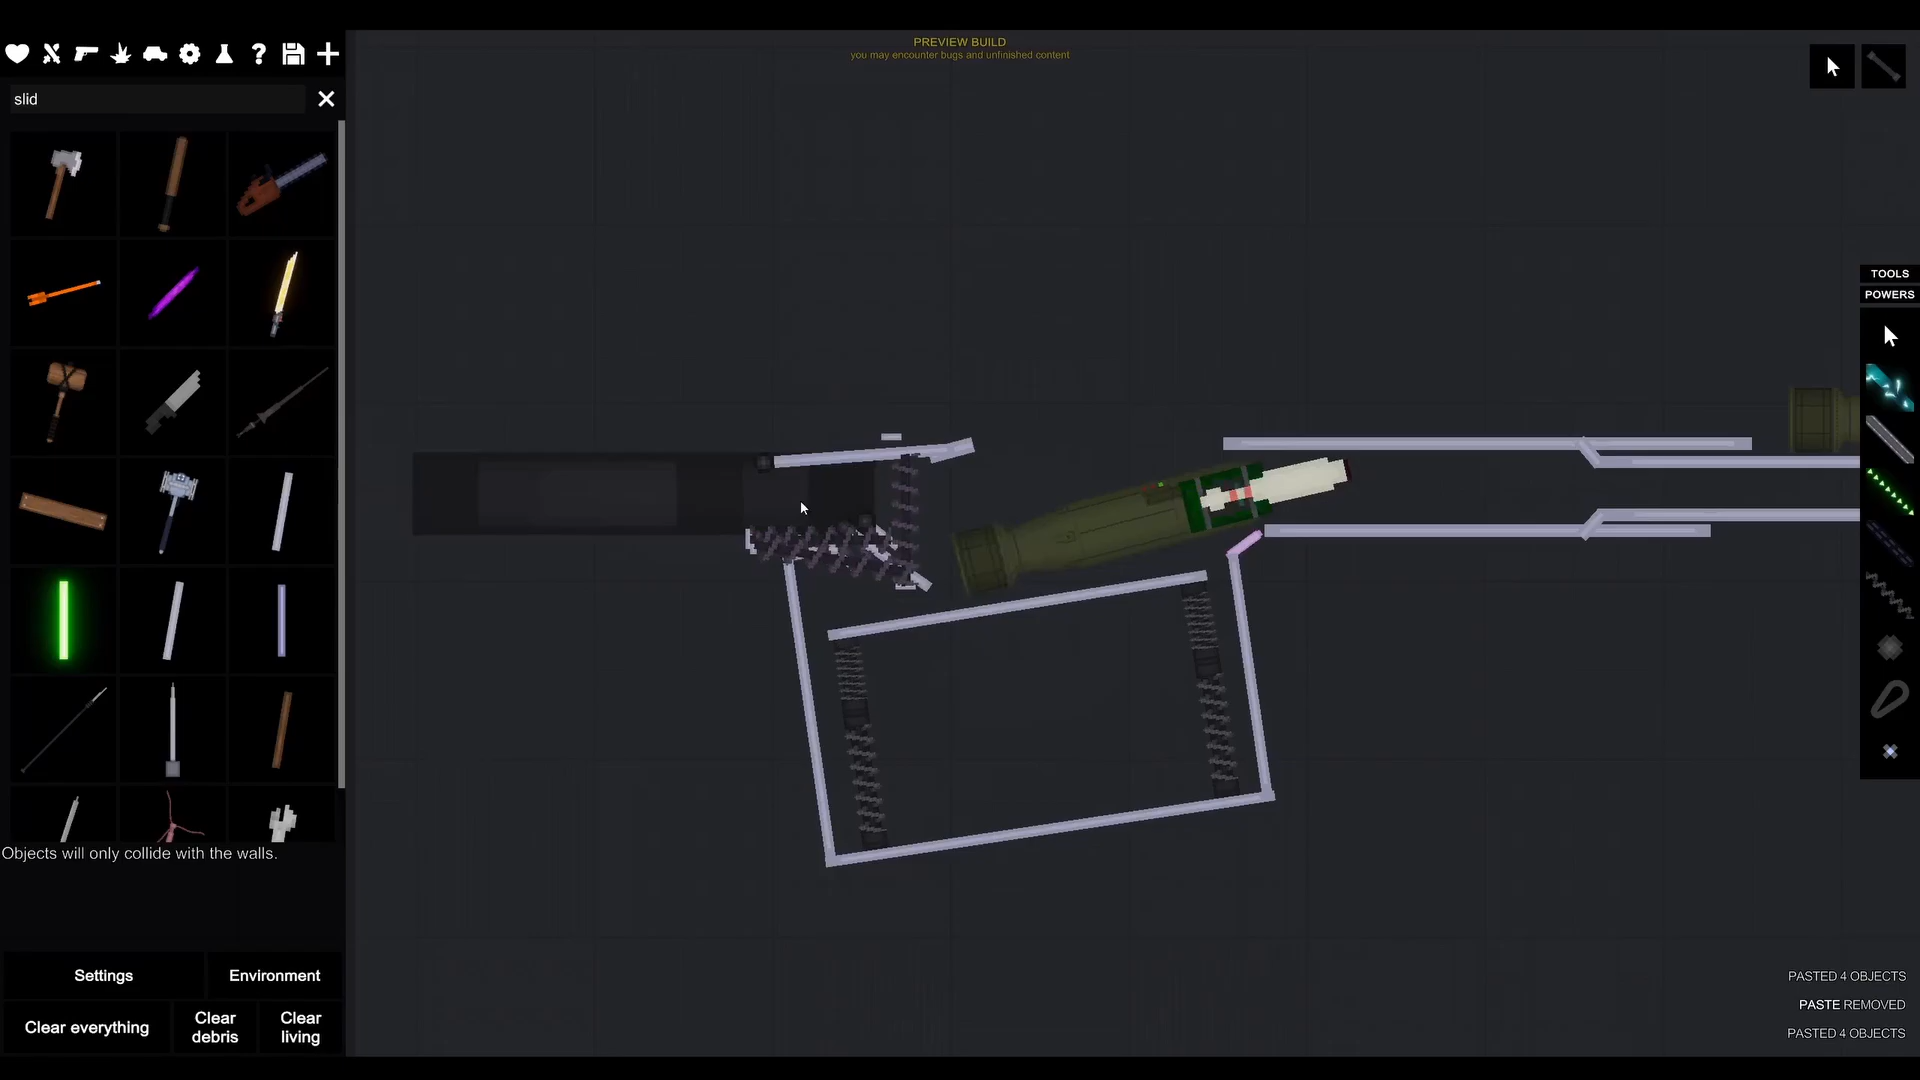 PREVIEW BUILD
you may encounter bugs and unfinished content
slid
TOOLS
POWERS
Objects will only collide with the walls.
Settings
Environment
Clear everything
Clear debris
Clear living
PASTED 4 OBJECTS
PASTE REMOVED
PASTED 4 OBJECTS